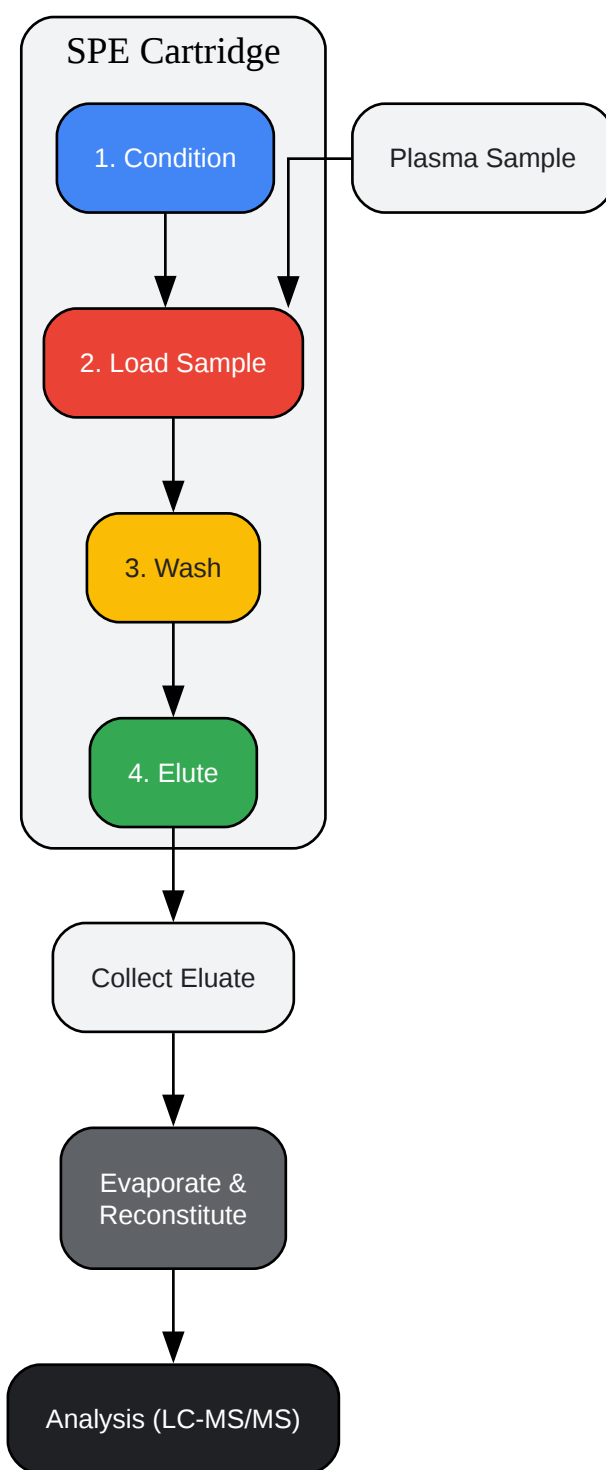 SPE Cartridge
1. Condition
Plasma Sample
2. Load Sample
3. Wash
4. Elute
Collect Eluate
Evaporate &
Reconstitute
Analysis (LC-MS/MS)